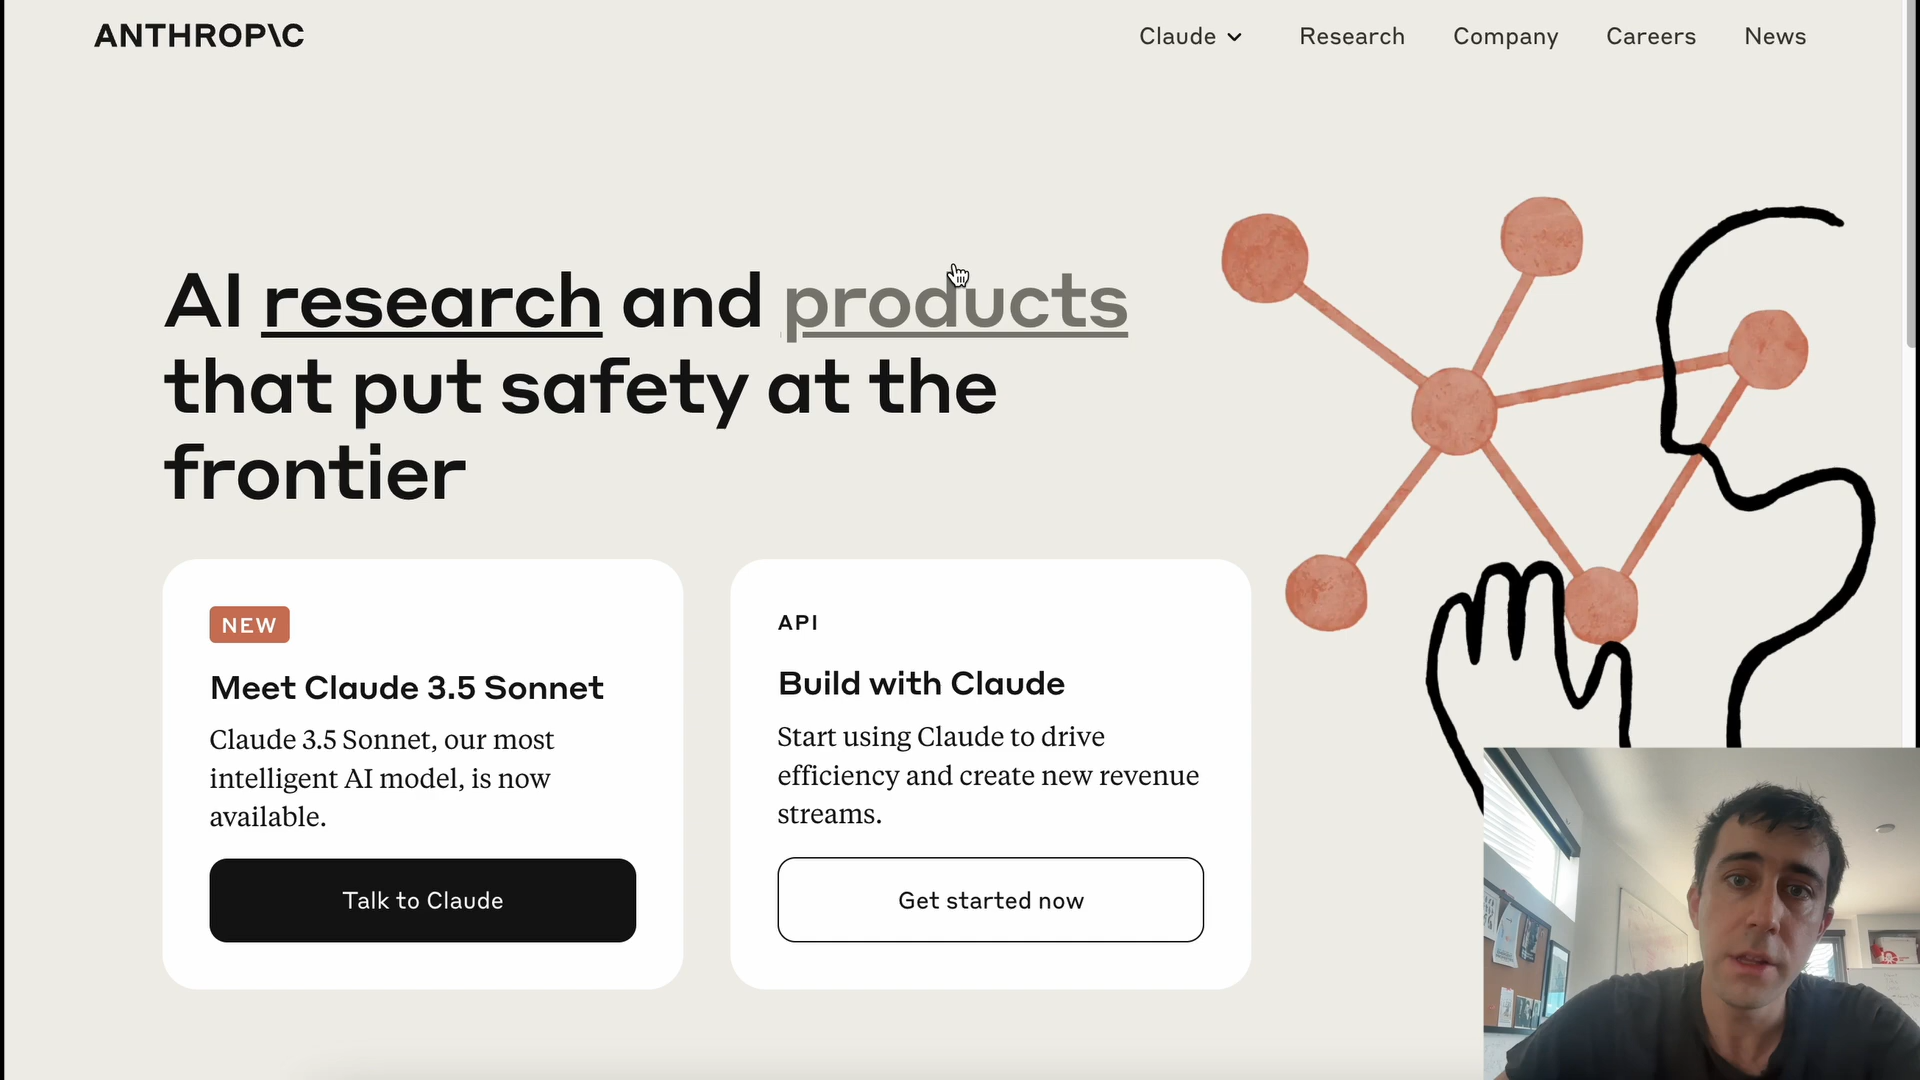 ANTHROP\C
Claude
Research
Company
Careers
News
AI research and products
that put safety at the
frontier
NEW
Meet Claude 3.5 Sonnet
Claude 3.5 Sonnet, our most
intelligent AI model, is now
available.
Talk to Claude
API
Build with Claude
Start using Claude to drive
efficiency and create new revenue
streams.
Get started now